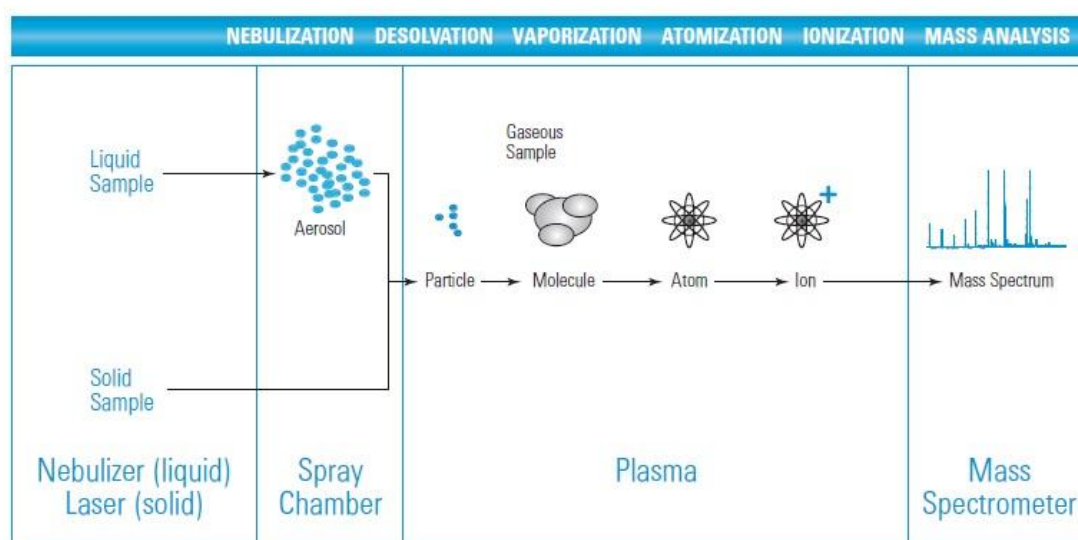 NEBULIZATION DESOLVATION VAPORIZATION ATOMIZATION IONIZATION MASS ANALYSIS
Liquid
Sample
Aerosol
Gaseous
Sample
Particle
Molecule
Atom
+
Ion
Mass Spectrum
Solid
Sample
Nebulizer (liquid)
Laser (solid)
Spray
Chamber
Plasma
Mass
Spectrometer